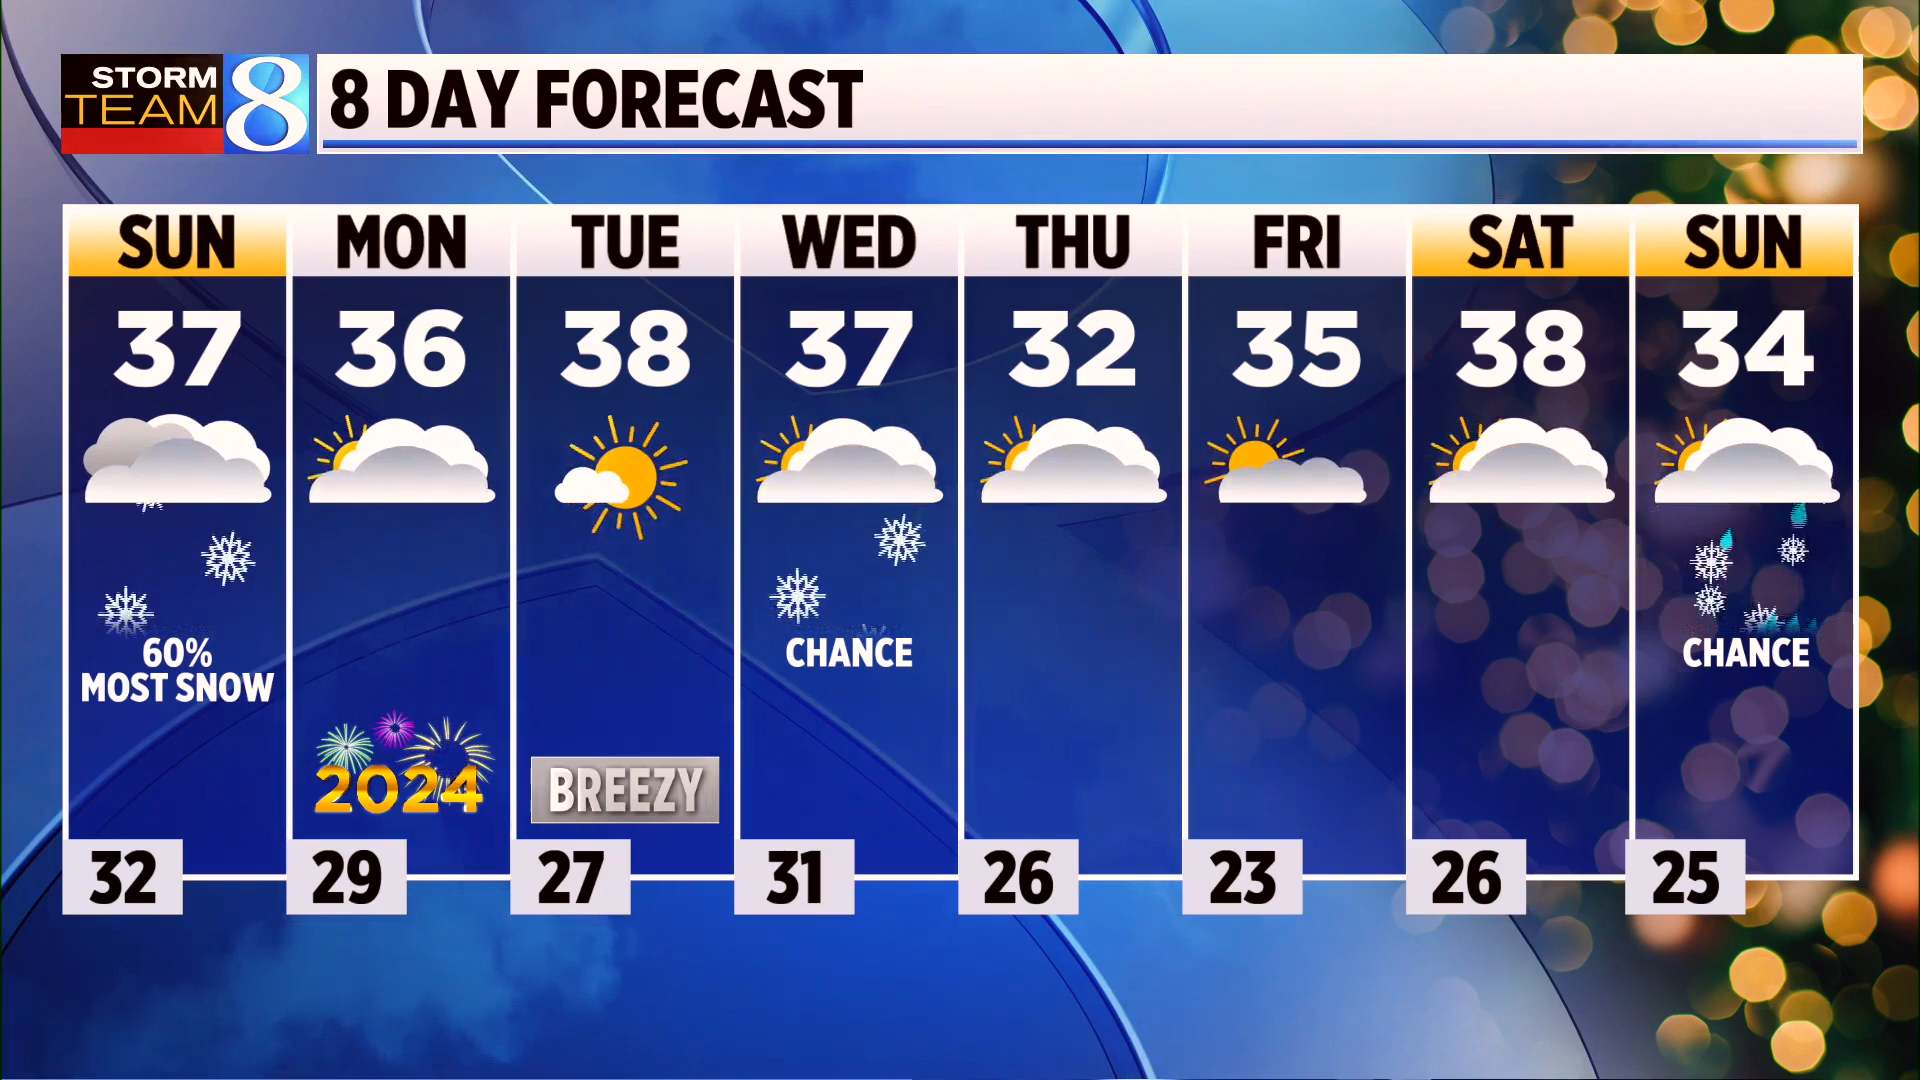 STORM
TEAM 8
8 DAY FORECAST
SUN MON TUE WED THU FRI SAT SUN
37 36 38 37 32 35 38 34
60% CHANCE CHANCE
MOST SNOW
2024 BREEZY
32 29 27 31 26 23 26 25